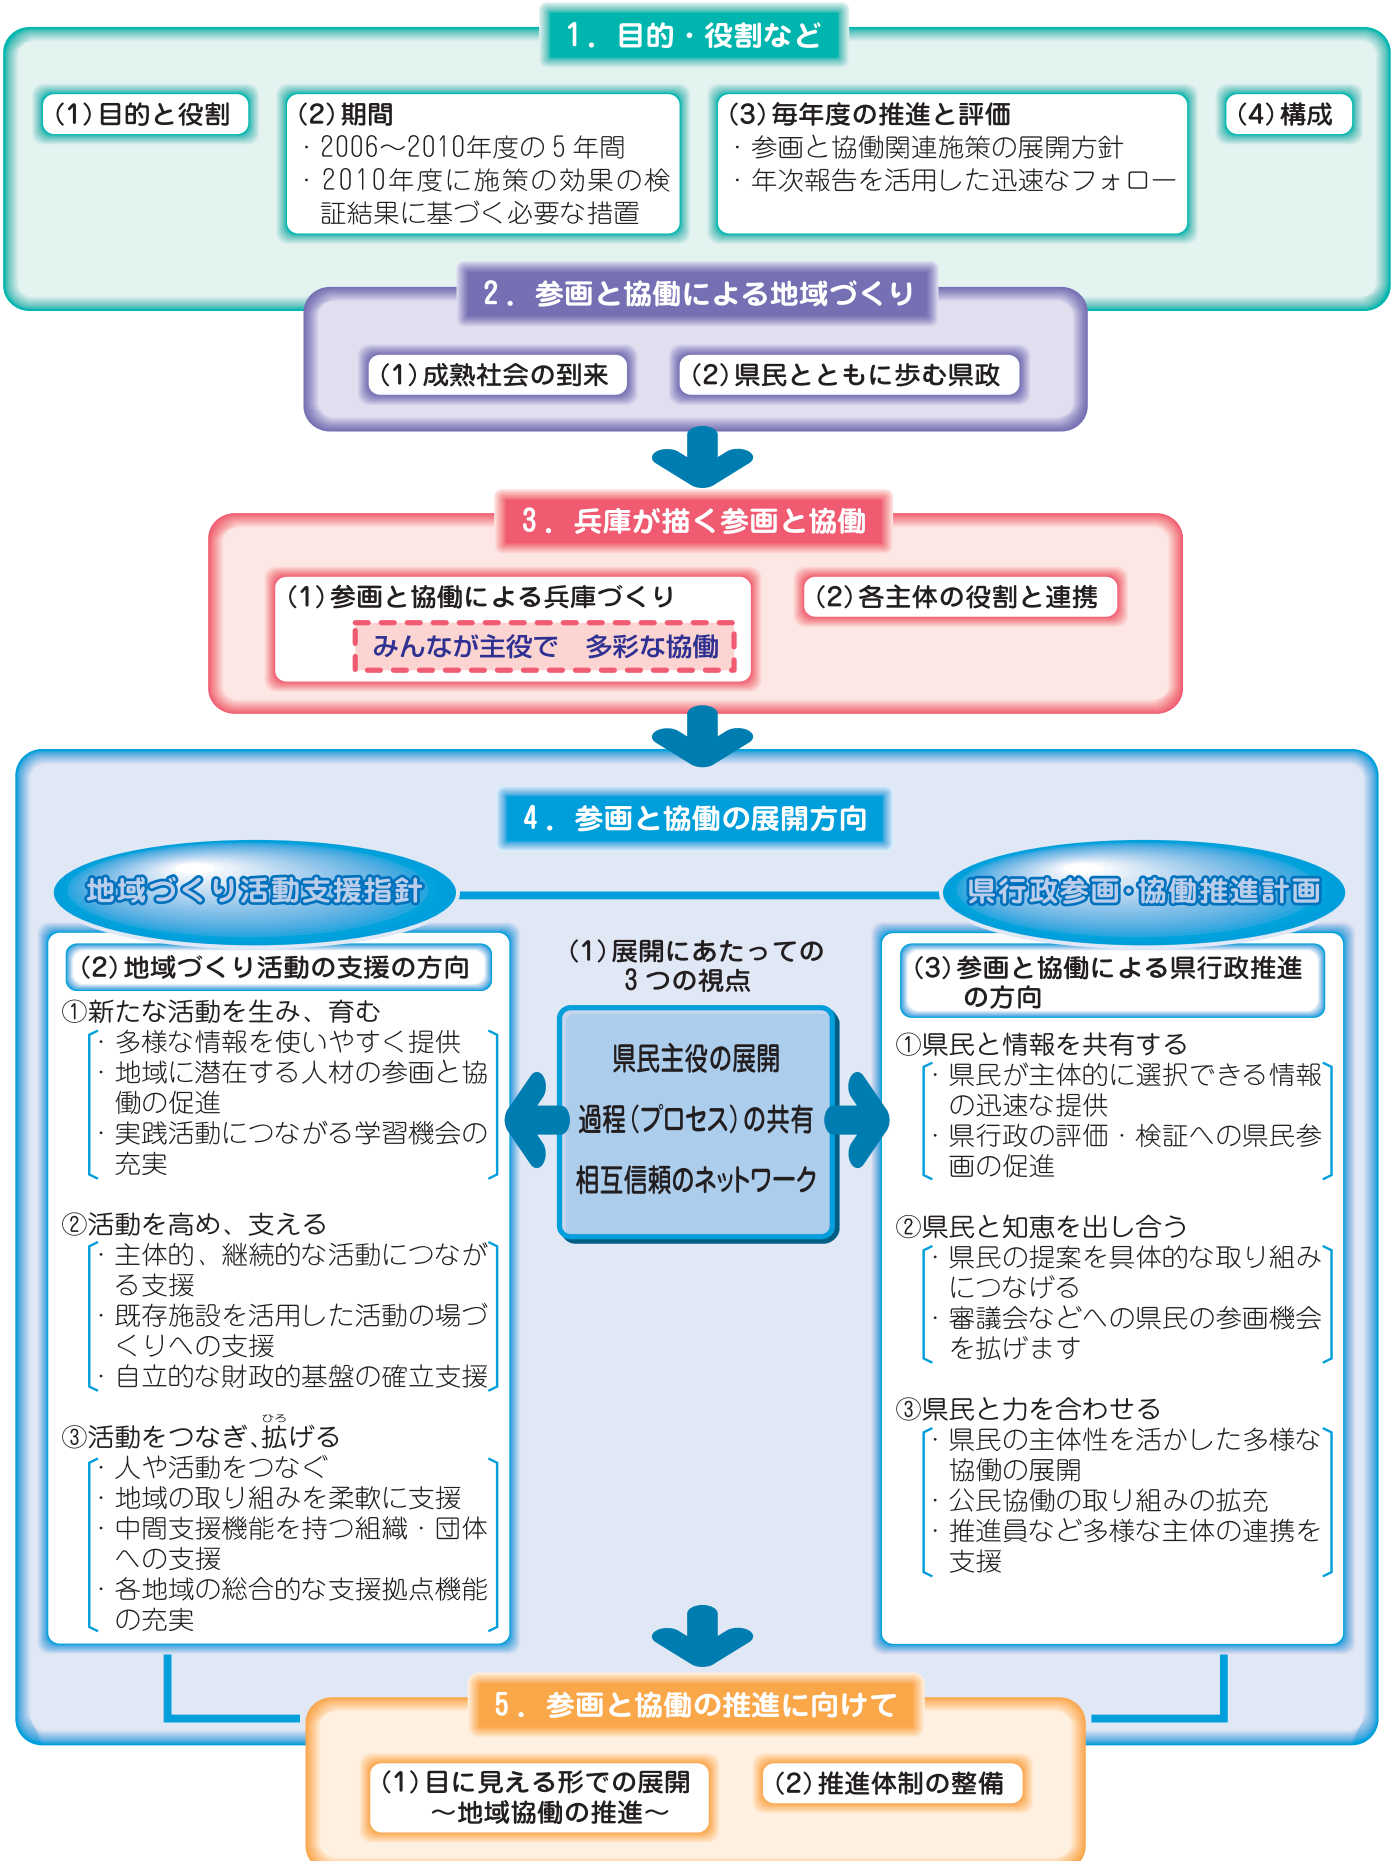 1. 目的・役割など
(1)目的と役割
(2)期間
・2006～2010年度の5年間
・2010年度に施策の効果の検
証結果に基づく必要な措置
(3)毎年度の推進と評価
・参画と協働関連施策の展開方針
・年次報告を活用した迅速なフォロー
(4)構成
2. 参画と協働による地域づくり
(1)成熟社会の到来
(2)県民とともに歩む県政
3. 兵庫が描く参画と協働
(1)参画と協働による兵庫づくり
みんなが主役で 多彩な協働
(2)各主体の役割と連携
4. 参画と協働の展開方向
地域づくり活動支援指針
(2)地域づくり活動の支援の方向
①新たな活動を生み、育む
・多様な情報を使いやすく提供
・地域に潜在する人材の参画と協
働の促進
・実践活動につながる学習機会の
充実
②活動を高め、支える
・主体的、継続的な活動につなが
る支援
・既存施設を活用した活動の場づ
くりへの支援
・自立的な財政的基盤の確立支援
ひろ
③活動をつなぎ、拡げる
・人や活動をつなぐ
・地域の取り組みを柔軟に支援
・中間支援機能を持つ組織・団体
への支援
・各地域の総合的な支援拠点機能
の充実
(1)展開にあたっての
3つの視点
県民主役の展開
過程(プロセス)の共有
相互信頼のネットワーク
県行政参画・協働推進計画
(3)参画と協働による県行政推進
の方向
①県民と情報を共有する
・県民が主体的に選択できる情報
の迅速な提供
・県行政の評価・検証への県民参
画の促進
②県民と知恵を出し合う
・県民の提案を具体的な取り組み
につなげる
・審議会などへの県民の参画機会
を拡げます
③県民と力を合わせる
・県民の主体性を活かした多様な
協働の展開
・公民協働の取り組みの拡充
・推進員など多様な主体の連携を
支援
5. 参画と協働の推進に向けて
(1)目に見える形での展開
～地域協働の推進～
(2)推進体制の整備